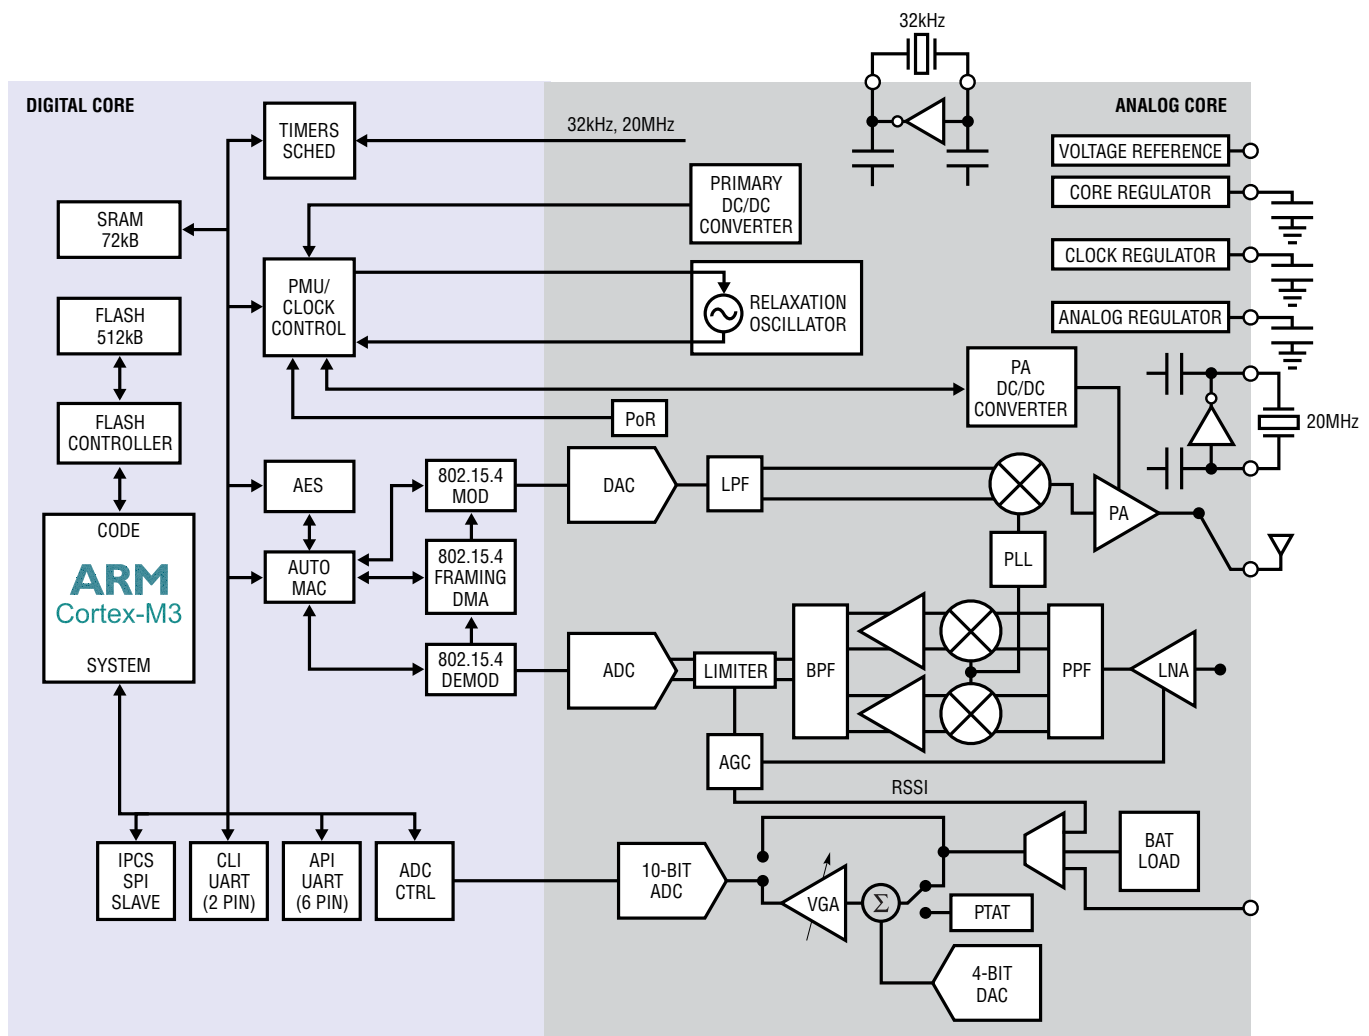 32kHz
DIGITAL CORE
ANALOG CORE
TIMERS
SCHED
32kHz, 20MHz
VOLTAGE REFERENCE
PRIMARY
DC/DC
CONVERTER
CORE REGULATOR
SRAM
72kB
CLOCK REGULATOR
PMU/
CLOCK
CONTROL
RELAXATION
OSCILLATOR
FLASH
512kB
ANALOG REGULATOR
PA
DC/DC
CONVERTER
FLASH
CONTROLLER
PoR
20MHz
AES
802.15.4
MOD
DAC
LPF
PA
CODE
ARM
Cortex-M3
SYSTEM
AUTO
MAC
802.15.4
FRAMING
DMA
PLL
802.15.4
DEMOD
ADC
LIMITER
BPF
PPF
LNA
AGC
RSSI
IPCS
SPI
SLAVE
CLI
UART
(2 PIN)
API
UART
(6 PIN)
ADC
CTRL
10-BIT
ADC
VGA
Σ
BAT
LOAD
PTAT
4-BIT
DAC